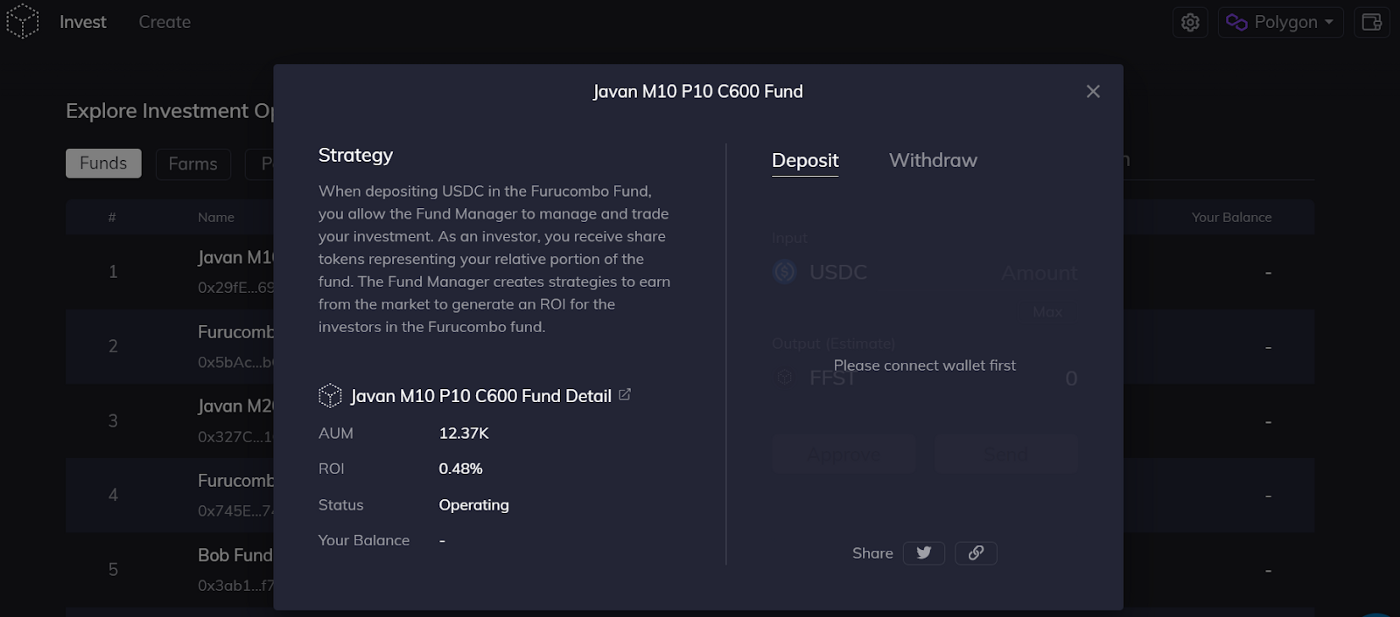 Invest Create Polygon
Javan M10 P10 C600 Fund
Explore Investment
Strategy
Deposit Withdraw
Funds Farms
When depositing USDC in the Furucombo Fund,
you allow the Fund Manager to manage and trade
your investment. As an investor, you receive share
tokens representing your relative portion of the
fund. The Fund Manager creates strategies to earn
from the market to generate an ROI for the
investors in the Furucombo fund.
# Name Your Balance
Input
USDC Amount
Max
1 Javan M1 -
0x29fE...69
2 Furucomb -
0x5bAc...b
3 Javan M2 -
0x327C...1
4 Furucomb -
0x745E...7
5 Bob Fund -
0x3ab1...f7
Output (Estimate)
Please connect wallet first
FFST 0
Javan M10 P10 C600 Fund Detail
AUM 12.37K
ROI 0.48%
Status Operating
Your Balance -
Approve Send
Share